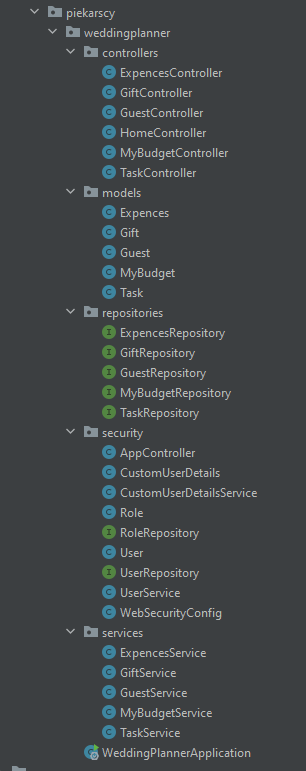 piekarscy
weddingplanner
controllers
ExpencesController
GiftController
GuestController
HomeController
MyBudgetController
TaskController
models
Expences
Gift
Guest
MyBudget
Task
repositories
ExpencesRepository
GiftRepository
GuestRepository
MyBudgetRepository
TaskRepository
security
AppController
CustomUserDetails
CustomUserDetailsService
Role
RoleRepository
User
UserRepository
UserService
WebSecurityConfig
services
ExpencesService
GiftService
GuestService
MyBudgetService
TaskService
WeddingPlannerApplication